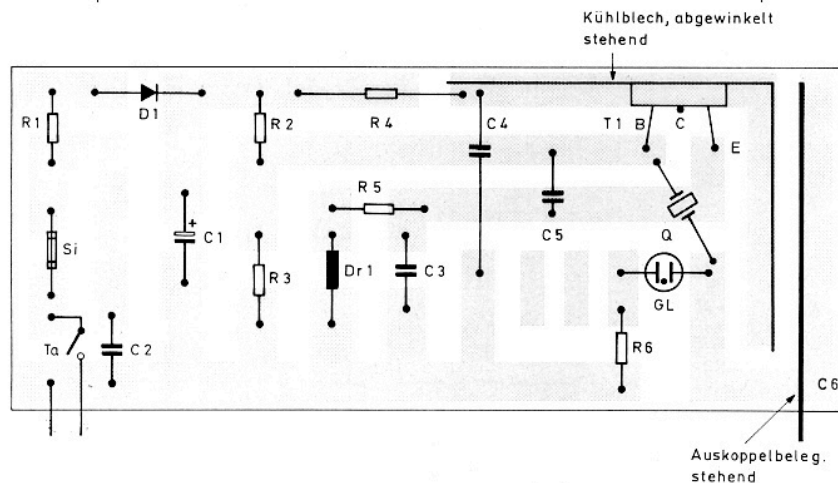 Kühlblech, abgewinkelt
stehend
R1
D1
R2
R4
C4
T1
B
C
E
R5
Si
+
C1
C5
Q
R3
Dr1
C3
GL
Ta
C2
R6
C6
Auskoppelbeleg.
stehend